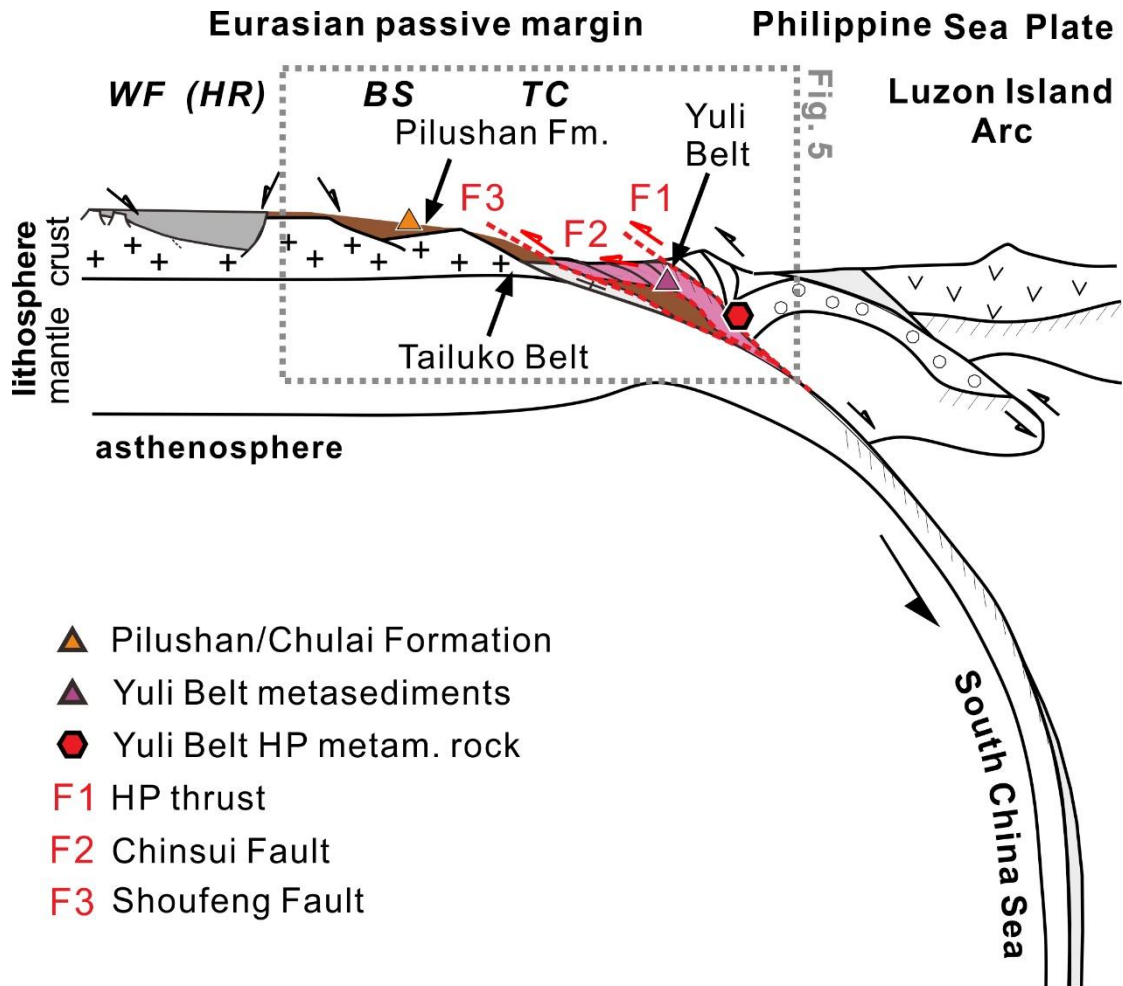 Eurasian passive margin
Philippine Sea Plate
WF (HR)
BS
TC
Fig. 5
Luzon Island
Arc
Pilushan Fm.
Yuli
Belt
F3
F2
F1
lithosphere
mantle crust
Tailuko Belt
asthenosphere
South China Sea
Pilushan/Chulai Formation
Yuli Belt metasediments
Yuli Belt HP metam. rock
F1 HP thrust
F2 Chinsui Fault
F3 Shoufeng Fault